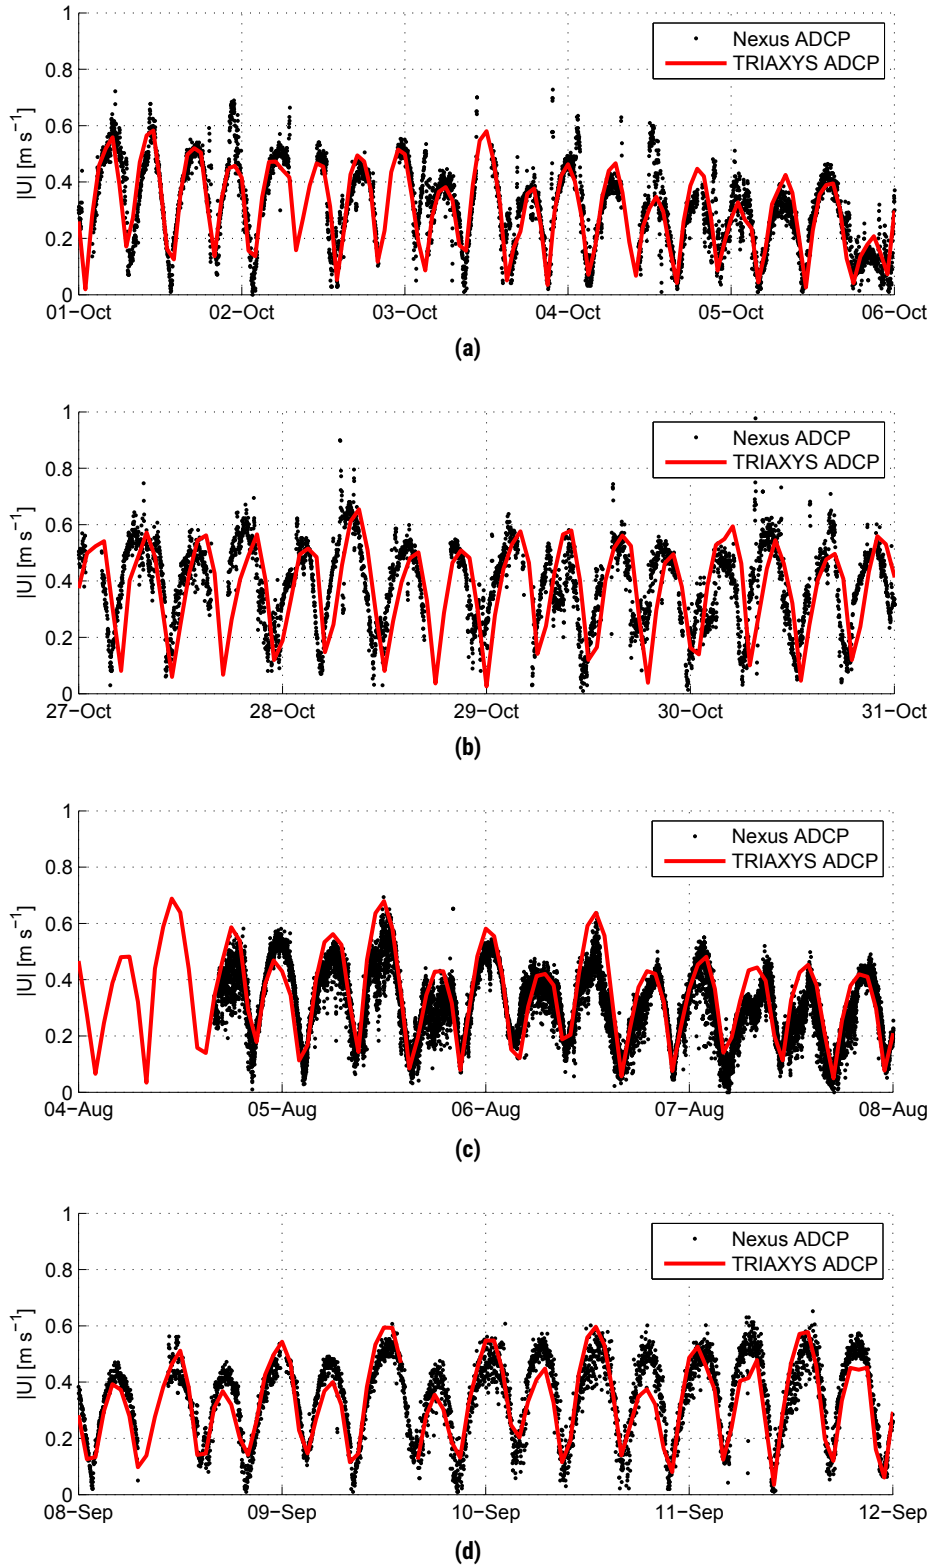 1
0.8
0.6
0.4
0.2
0
|U| [m s⁻¹]
Nexus ADCP
TRIAXYS ADCP
01−Oct 02−Oct 03−Oct 04−Oct 05−Oct 06−Oct
(a)
1
0.8
0.6
0.4
0.2
0
|U| [m s⁻¹]
Nexus ADCP
TRIAXYS ADCP
27−Oct 28−Oct 29−Oct 30−Oct 31−Oct
(b)
1
0.8
0.6
0.4
0.2
0
|U| [m s⁻¹]
Nexus ADCP
TRIAXYS ADCP
04−Aug 05−Aug 06−Aug 07−Aug 08−Aug
(c)
1
0.8
0.6
0.4
0.2
0
|U| [m s⁻¹]
Nexus ADCP
TRIAXYS ADCP
08−Sep 09−Sep 10−Sep 11−Sep 12−Sep
(d)